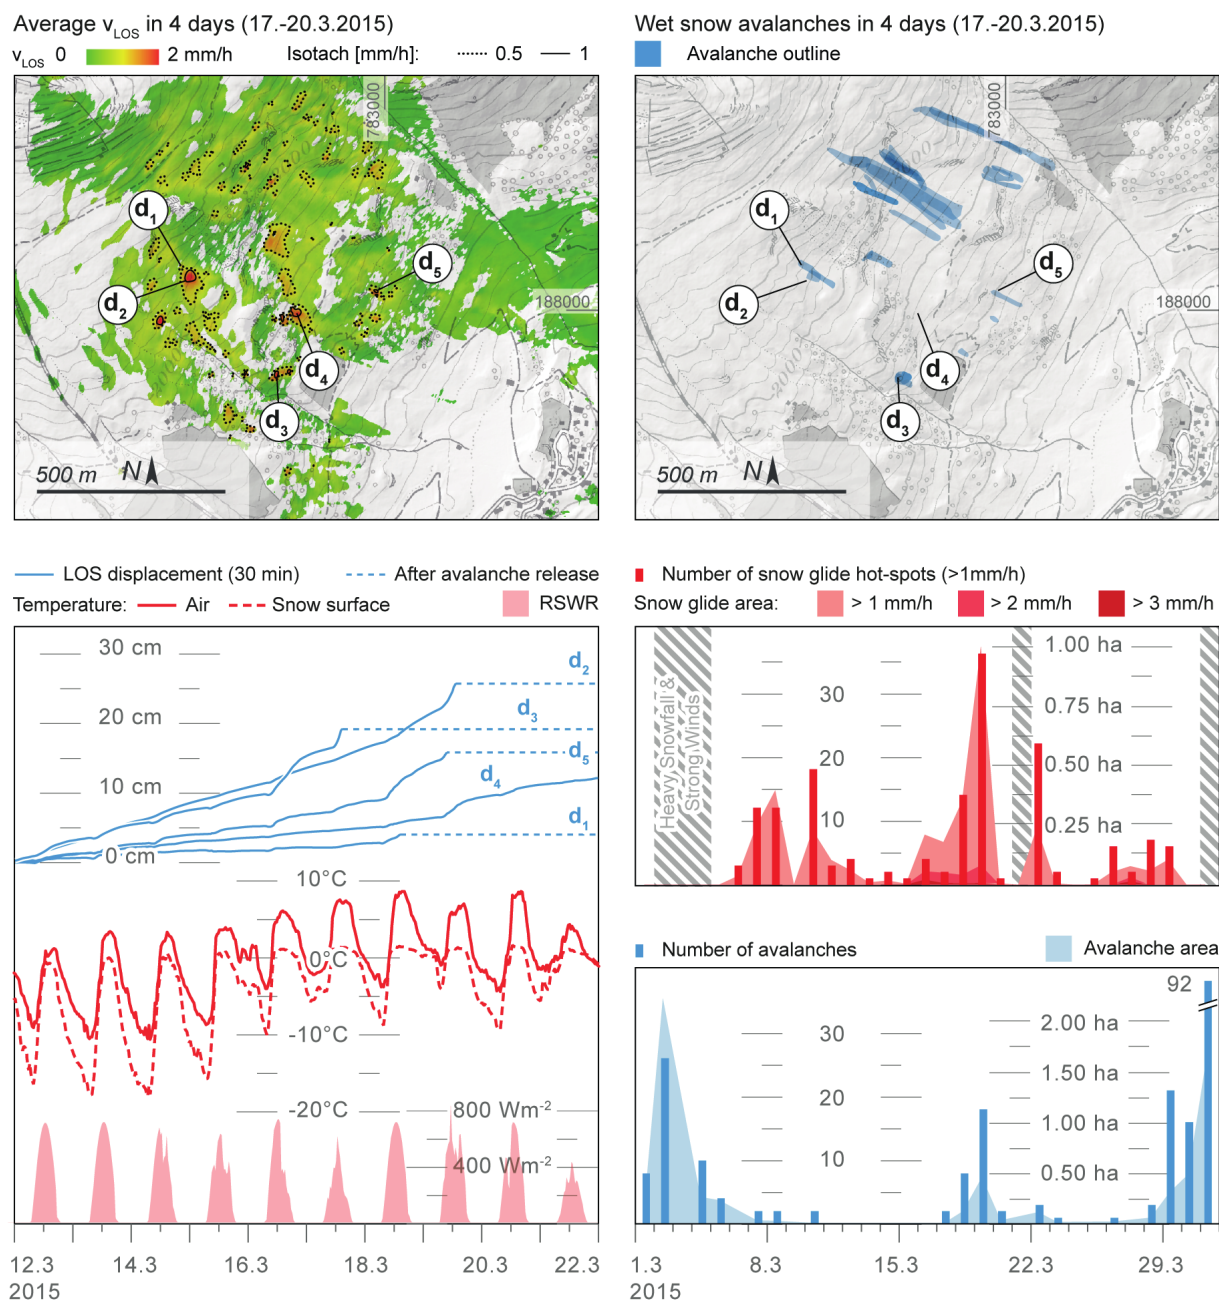 Average vLOS in 4 days (17.-20.3.2015)
vLOS 0 2 mm/h Isotach [mm/h]: 0.5 1
783000
2000
d1
d5
d2
188000
2000
d4
d3
500 m N
Wet snow avalanches in 4 days (17.-20.3.2015)
Avalanche outline
783000
2000
d1
d5
d2
188000
2000
d4
d3
500 m N
LOS displacement (30 min) After avalanche release
Temperature: Air Snow surface RSWR
30 cm
d2
20 cm
d3
d5
10 cm
d4
d1
0 cm
10°C
0°C
-10°C
-20°C
800 Wm-2
400 Wm-2
12.3 14.3 16.3 18.3 20.3 22.3
2015
Number of snow glide hot-spots (>1mm/h)
Snow glide area: > 1 mm/h > 2 mm/h > 3 mm/h
Heavy Snowfall &
Strong Winds
1.00 ha
30
0.75 ha
20
0.50 ha
10
0.25 ha
Number of avalanches Avalanche area
92
30
2.00 ha
1.50 ha
20
1.00 ha
10
0.50 ha
1.3 8.3 15.3 22.3 29.3
2015